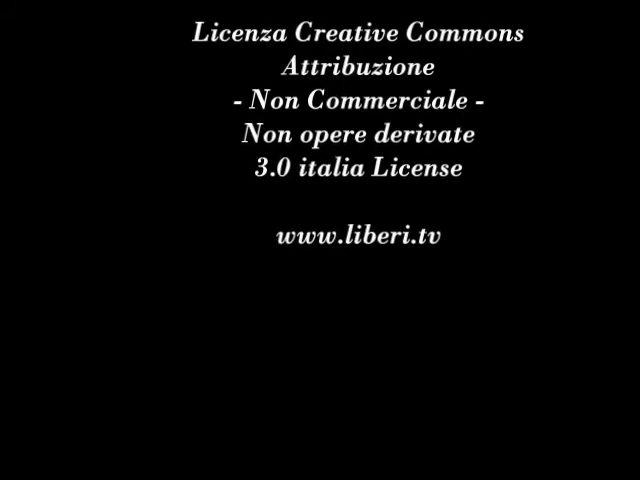 Licenza Creative Commons
Attribuzione
- Non Commerciale -
Non opere derivate
3.0 italia License
www.liberi.tv